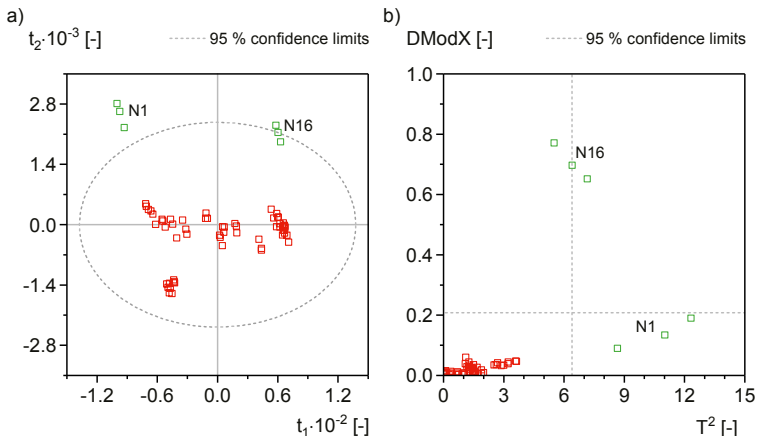 a)
t₂·10⁻³ [-]
95 % confidence limits
2.8
1.4
0.0
-1.4
-2.8
N1
N16
-1.2
-0.6
0.0
0.6
1.2
t₁·10⁻² [-]
b)
DModX [-]
95 % confidence limits
1.0
0.8
0.6
0.4
0.2
0.0
N16
N1
0
3
6
9
12
15
T² [-]